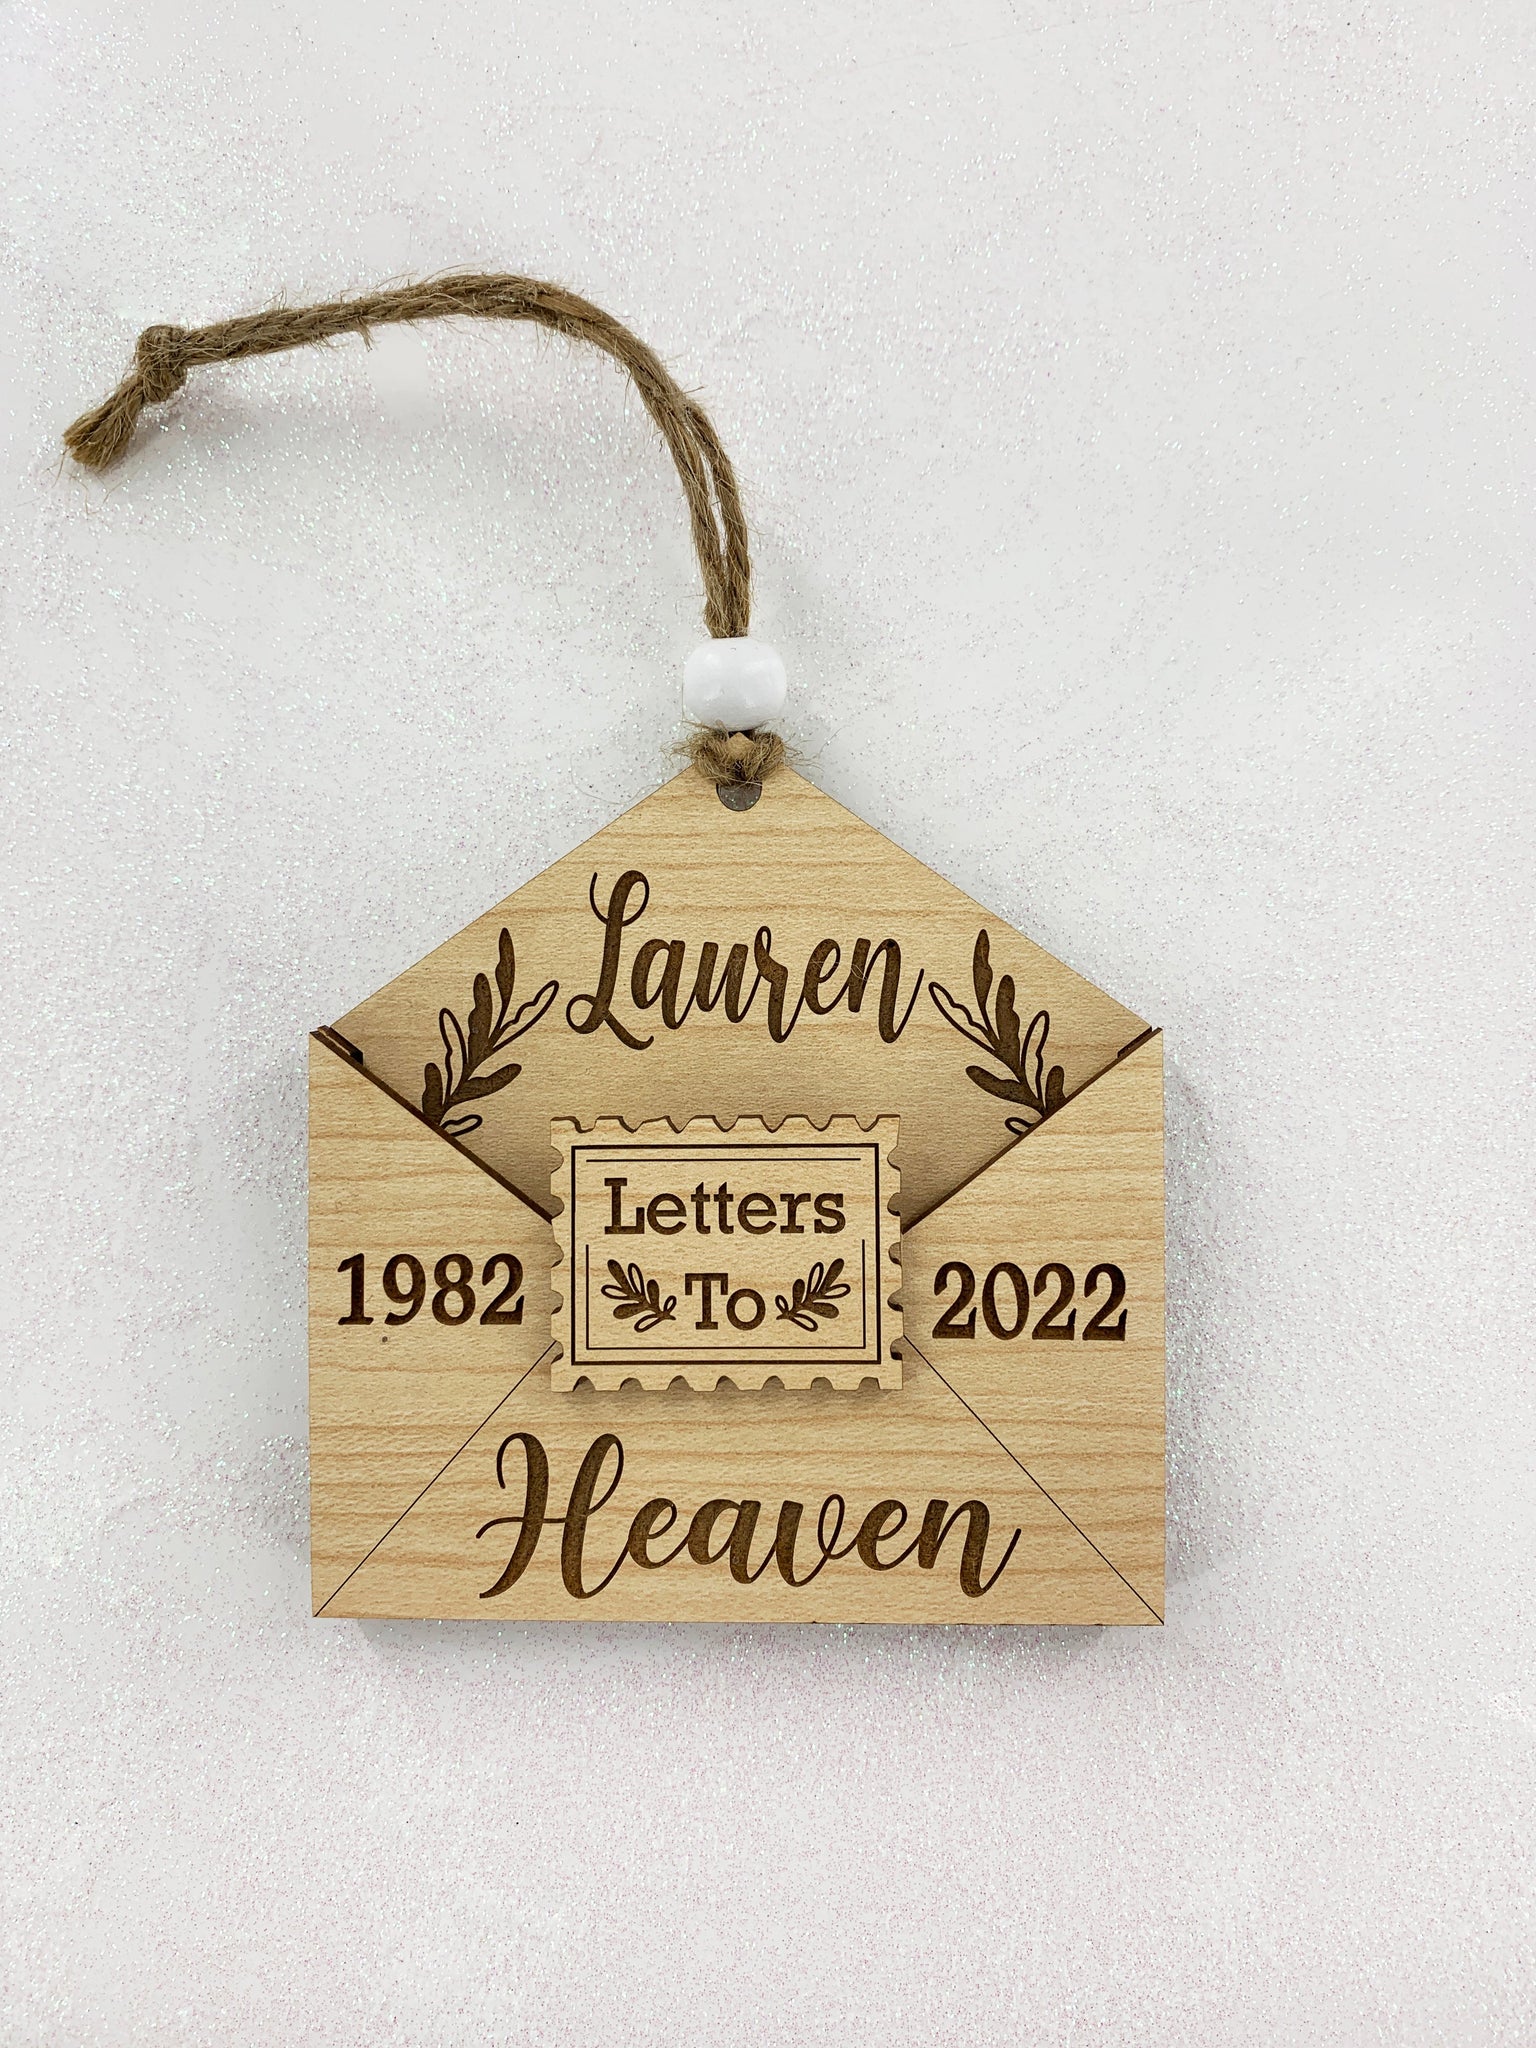 Lauren
Letters
To
1982 2022
Heaven